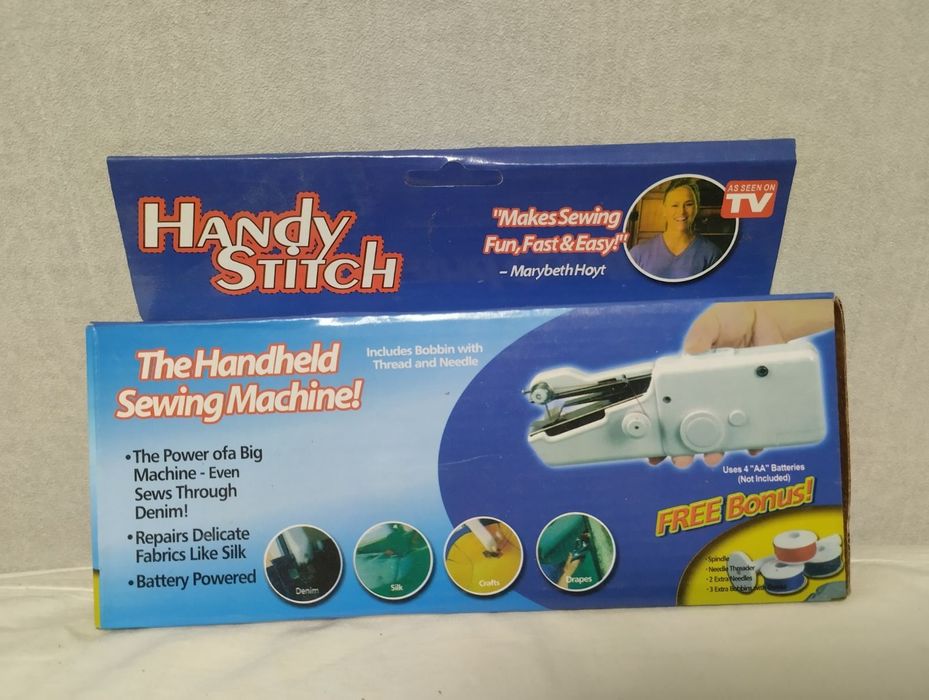 HANdy
STITCH
"Makes Sewing
Fun, Fast & Easy!"
– Marybeth Hoyt
AS SEEN ON
TV
The Handheld
Sewing Machine!
Includes Bobbin with
Thread and Needle
• The Power ofa Big
Machine - Even
Sews Through
Denim!
• Repairs Delicate
Fabrics Like Silk
• Battery Powered
Denim
Silk
Crafts
Drapes
Uses 4 "AA" Batteries
(Not Included)
FREE Bonus!
· Spindle
· Needle Threader
· 2 Extra Needles
· 3 Extra Bobbins